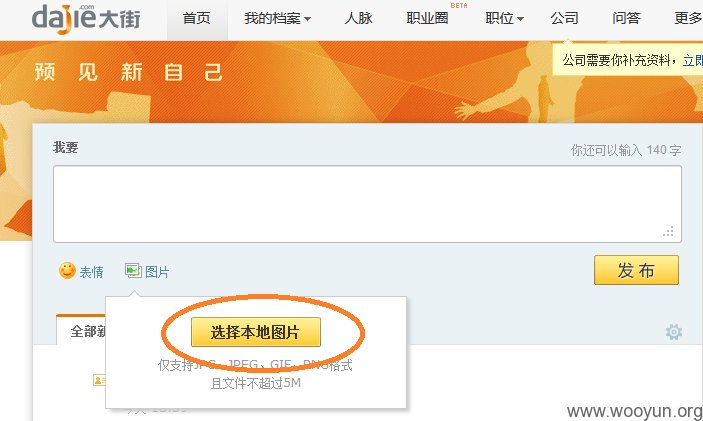 dajie.com大街 首页 我的档案 人脉 职业圈 BETA 职位 公司 问答 更多
公司需要你补充资料，立即
预见新自己
我要 你还可以输入 140 字
表情 图片 发布
全部新
选择本地图片
仅支持JPG、JPEG、GIF、PNG格式
且文件不超过5M
www.wooyun.org